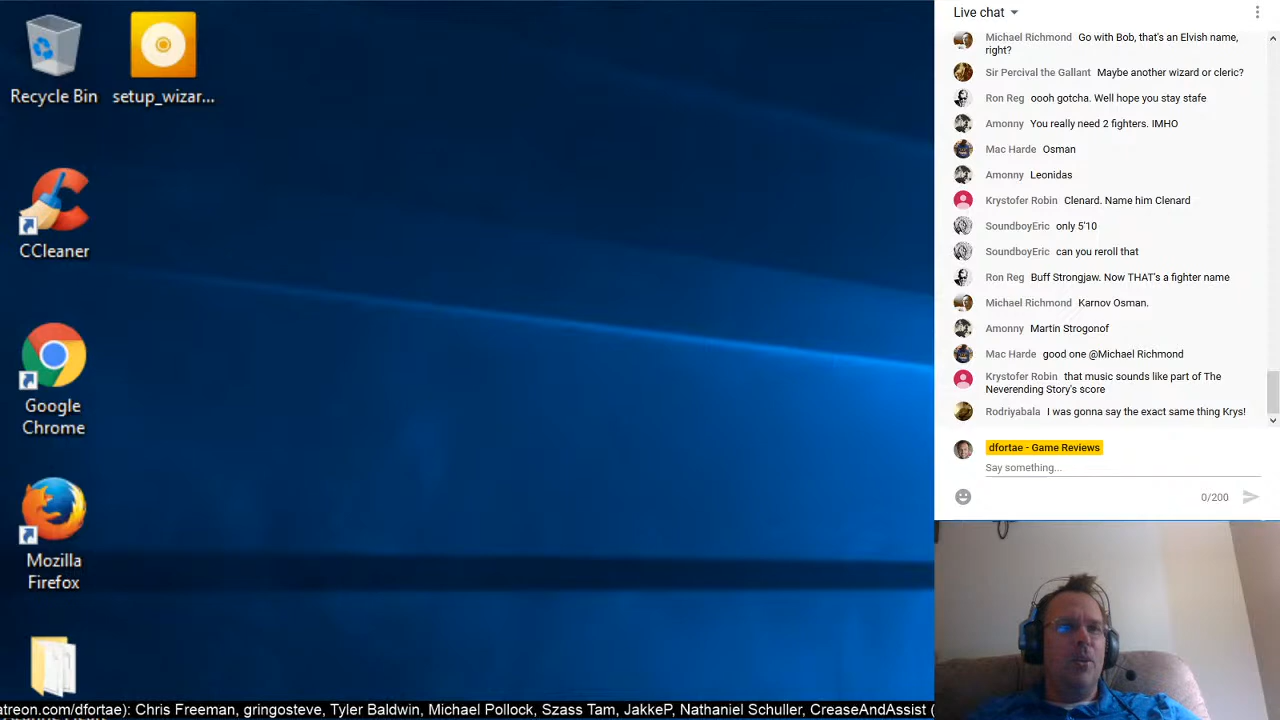 Recycle Bin
setup_wizar...
CCleaner
Google
Chrome
Mozilla
Firefox
Live chat
Michael Richmond Go with Bob, that's an Elvish name,
right?
Sir Percival the Gallant Maybe another wizard or cleric?
Ron Reg oooh gotcha. Well hope you stay stafe
Amonny You really need 2 fighters. IMHO
Mac Harde Osman
Amonny Leonidas
Krystofer Robin Clenard. Name him Clenard
SoundboyEric only 5'10
SoundboyEric can you reroll that
Ron Reg Buff Strongjaw. Now THAT's a fighter name
Michael Richmond Karnov Osman.
Amonny Martin Strogonof
Mac Harde good one @Michael Richmond
Krystofer Robin that music sounds like part of The
Neverending Story's score
Rodriyabala I was gonna say the exact same thing Krys!
dfortae - Game Reviews
Say something...
0/200
atreon.com/dfortae): Chris Freeman, gringosteve, Tyler Baldwin, Michael Pollock, Szass Tam, JakkeP, Nathaniel Schuller, CreaseAndAssist (